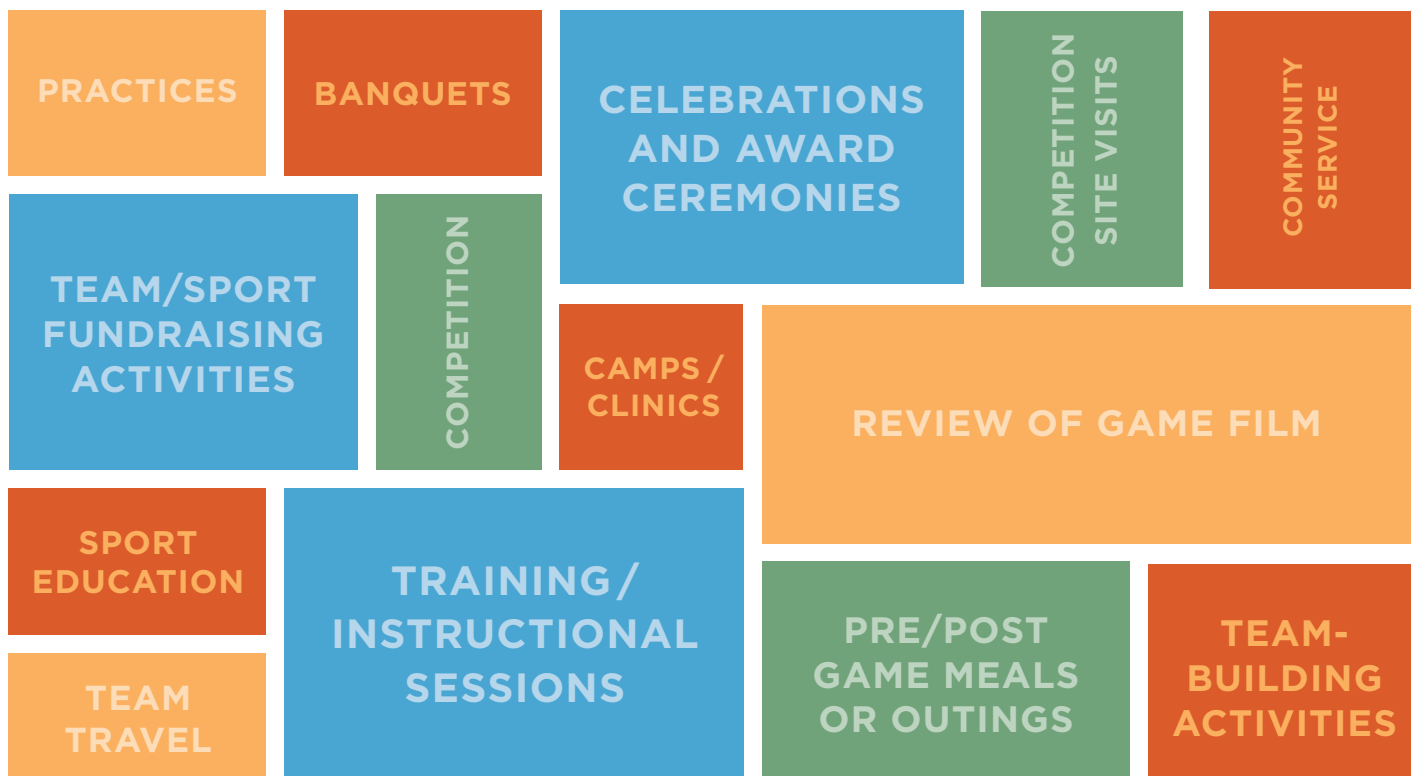 PRACTICES
BANQUETS
CELEBRATIONS
AND AWARD
CEREMONIES
COMPETITION
SITE VISITS
COMMUNITY
SERVICE
TEAM/SPORT
FUNDRAISING
ACTIVITIES
COMPETITION
CAMPS /
CLINICS
REVIEW OF GAME FILM
SPORT
EDUCATION
TRAINING /
INSTRUCTIONAL
SESSIONS
PRE/POST
GAME MEALS
OR OUTINGS
TEAM-
BUILDING
ACTIVITIES
TEAM
TRAVEL